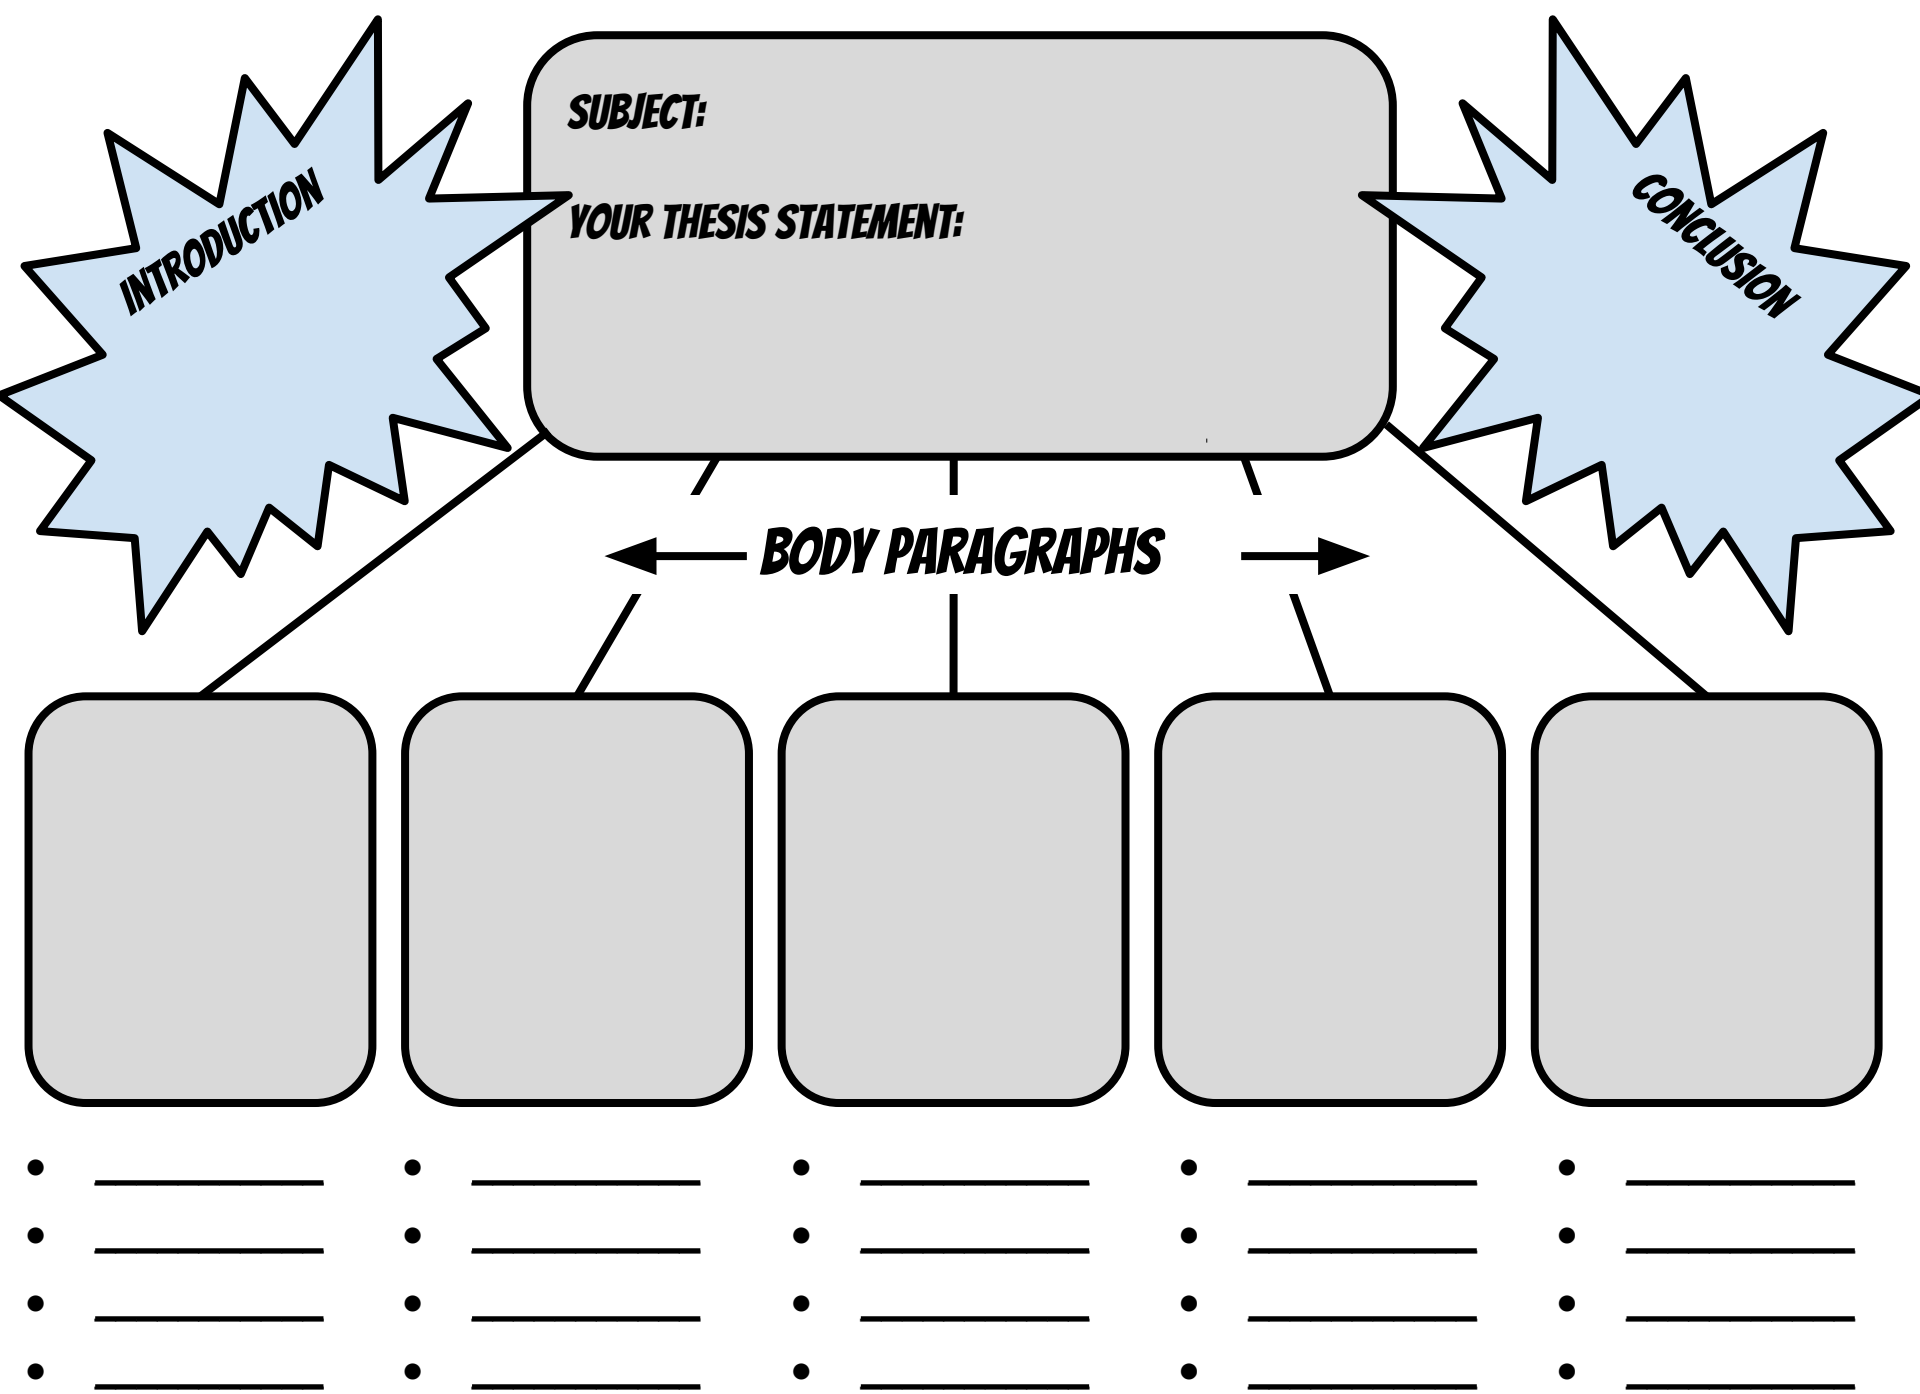 SUBJECT:
YOUR THESIS STATEMENT:
INTRODUCTION
CONCLUSION
BODY PARAGRAPHS